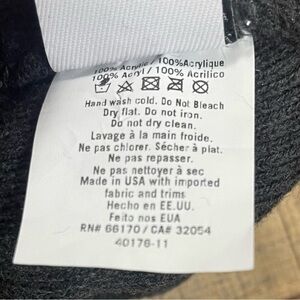 100% Acrylic / 100%Acrylique
100% Acryl / 100% Acrilico
Hand wash cold. Do Not Bleach
Dry flat. Do not iron.
Do not dry clean.
Lavage à la main froide.
Ne pas chlorer. Sécher à plat.
Ne pas repasser.
Ne pas nettoyer à sec
Made in USA with imported
fabric and trims
Hecho en EE.UU.
Feito nos EUA
RN# 66170 / CA# 32054
40176-11